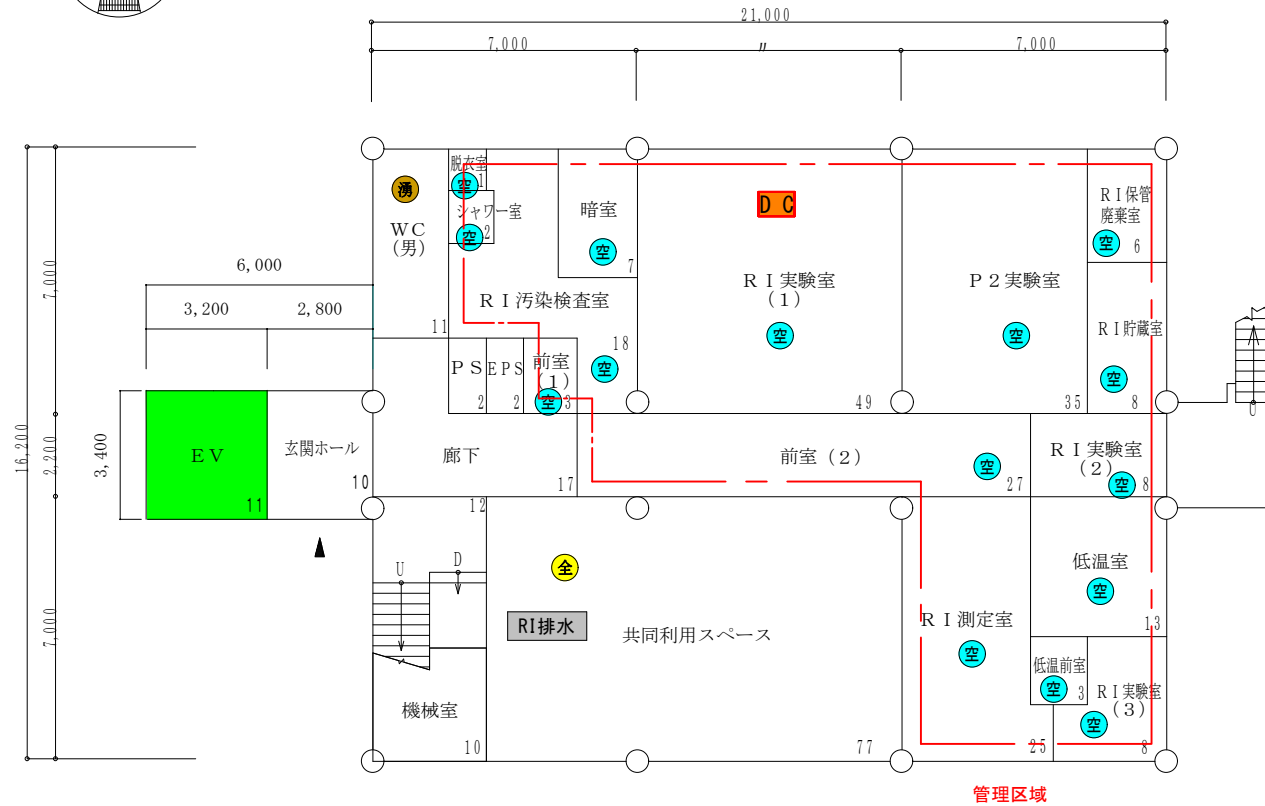 21,000
7,000
〃
7,000
脱衣室
空
1
湧
シャワー室
空
2
WC
(男)
11
暗室
空
7
DC
RI実験室
(1)
空
49
P2実験室
空
35
RI保管
廃棄室
空
6
RI貯蔵室
空
8
RI汚染検査室
18
空
6,000
3,200
2,800
7,000
16,200
2,200
3,400
7,000
PS
2
EPS
2
前室
(1)
空
3
EV
11
玄関ホール
10
廊下
17
前室(2)
空
27
RI実験室
(2)
空
8
U
12
U
D
全
RI排水
共同利用スペース
77
機械室
10
RI測定室
空
25
低温室
空
13
低温前室
空
3
RI実験室
(3)
空
8
管理区域